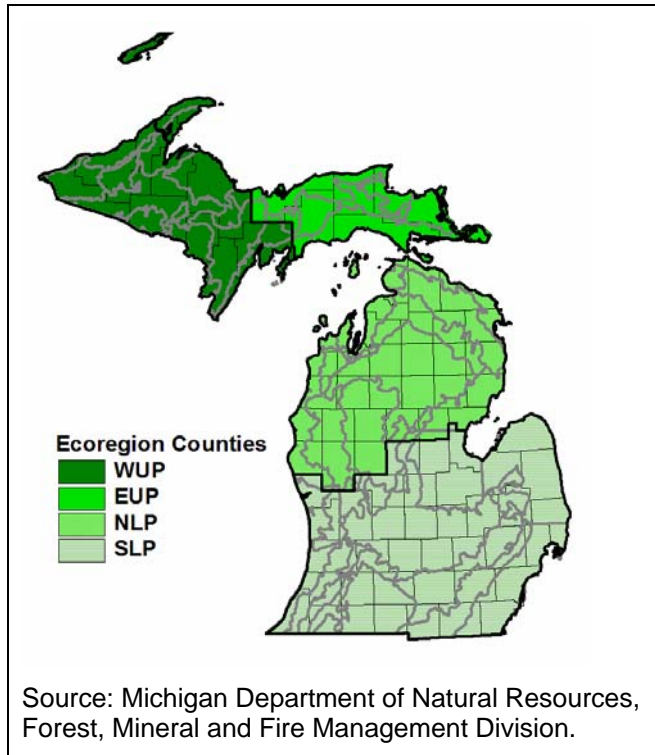 Ecoregion Counties
WUP
EUP
NLP
SLP
Source: Michigan Department of Natural Resources,
Forest, Mineral and Fire Management Division.